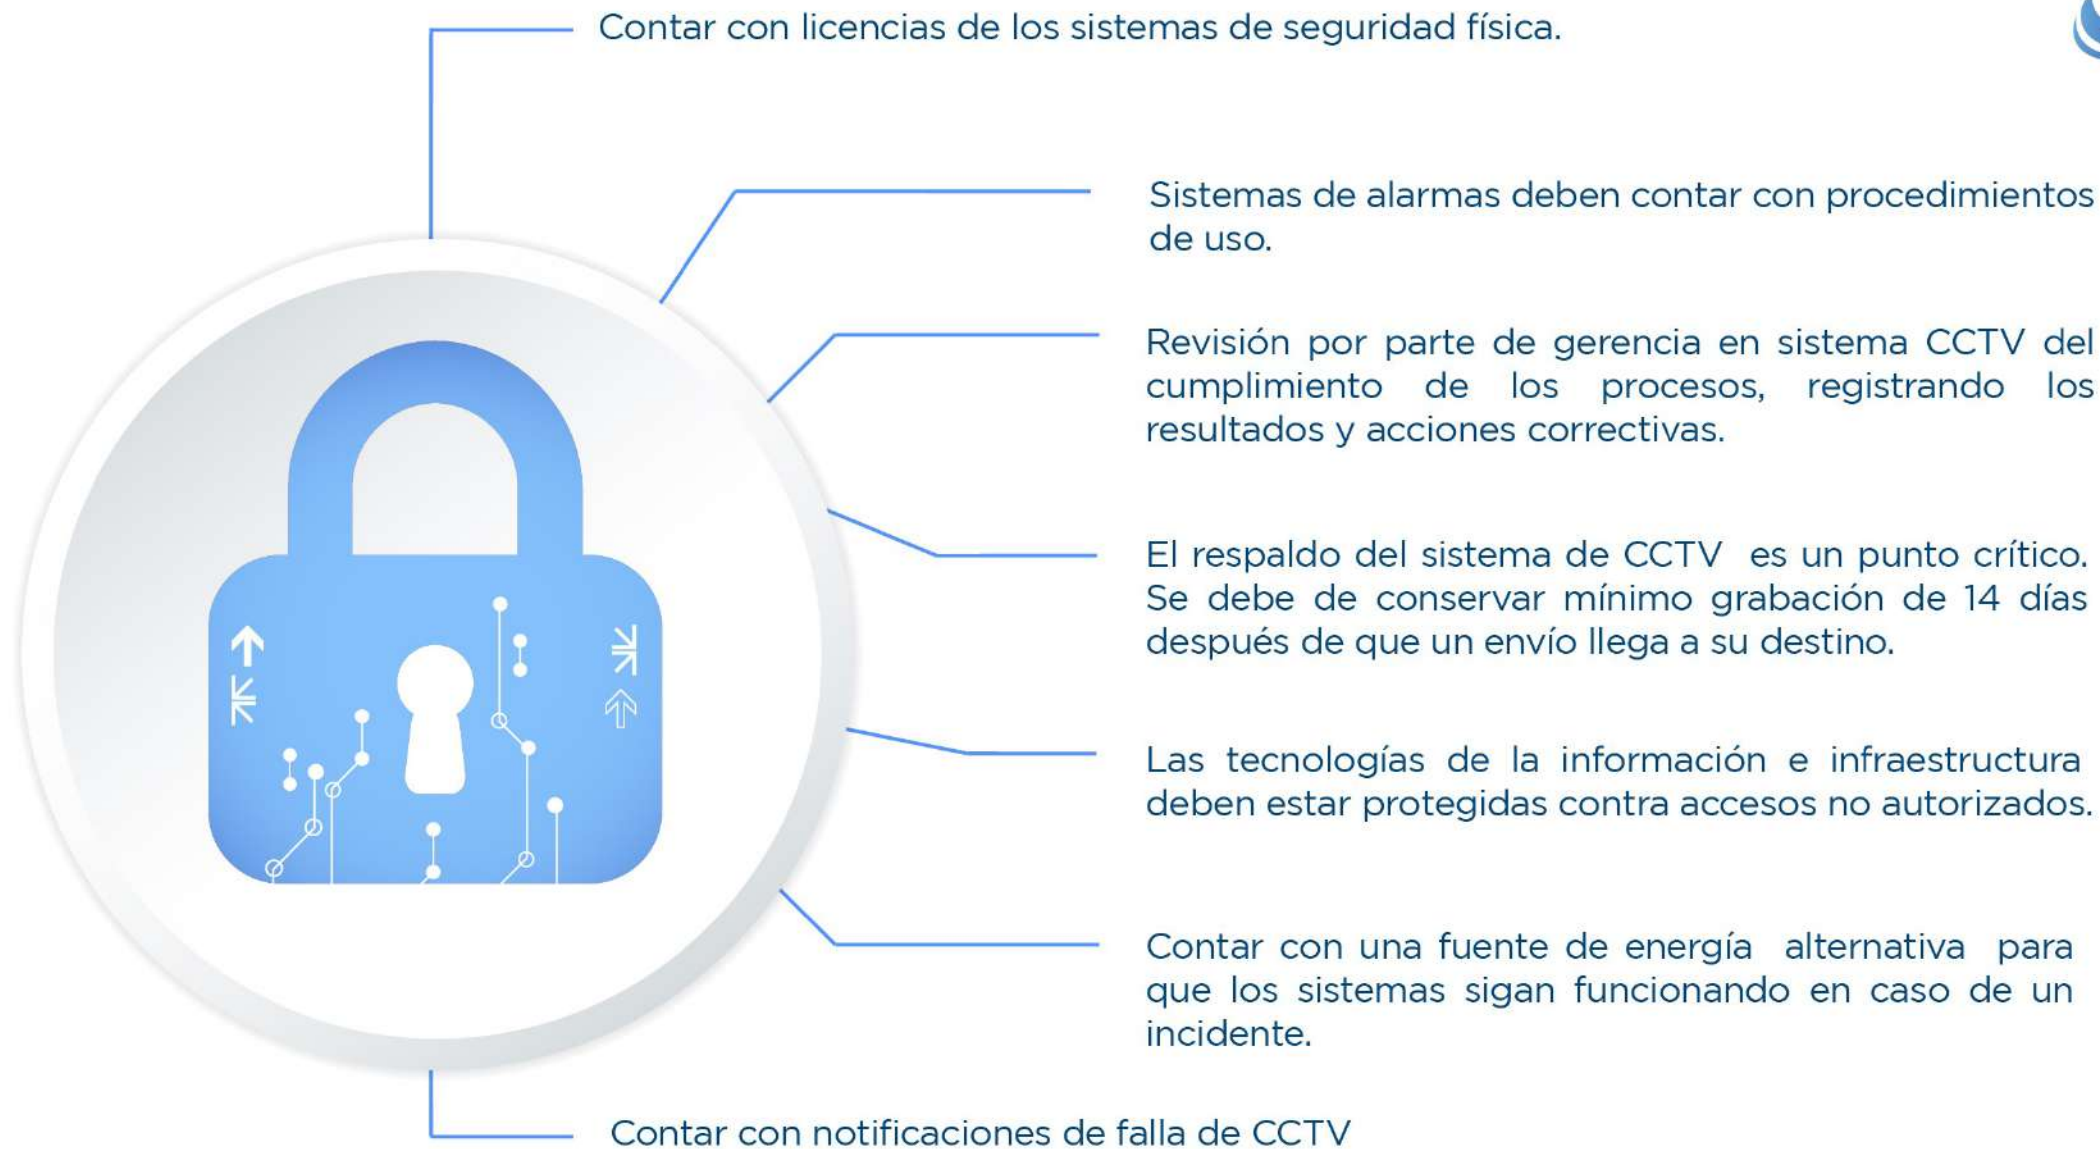 Contar con licencias de los sistemas de seguridad física.
Sistemas de alarmas deben contar con procedimientos
de uso.
Revisión por parte de gerencia en sistema CCTV del
cumplimiento de los procesos, registrando los
resultados y acciones correctivas.
El respaldo del sistema de CCTV es un punto crítico.
Se debe de conservar mínimo grabación de 14 días
después de que un envío llega a su destino.
Las tecnologías de la información e infraestructura
deben estar protegidas contra accesos no autorizados.
Contar con una fuente de energía alternativa para
que los sistemas sigan funcionando en caso de un
incidente.
Contar con notificaciones de falla de CCTV